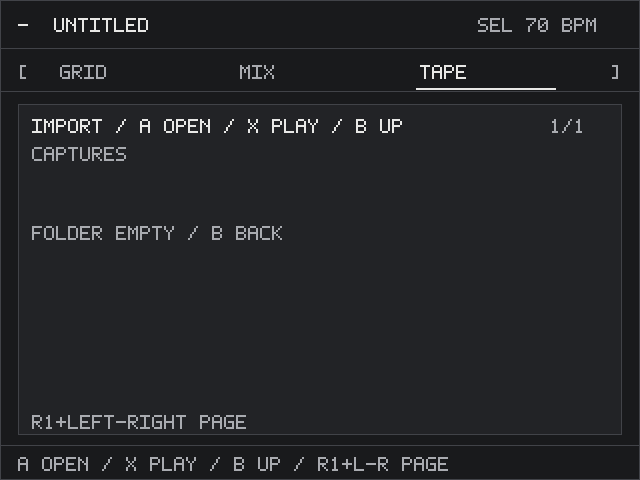 — UNTITLED SEL 70 BPM
[ GRID MIX TAPE ]
IMPORT / A OPEN / X PLAY / B UP 1/1
CAPTURES
FOLDER EMPTY / B BACK
R1+LEFT-RIGHT PAGE
A OPEN / X PLAY / B UP / R1+L-R PAGE